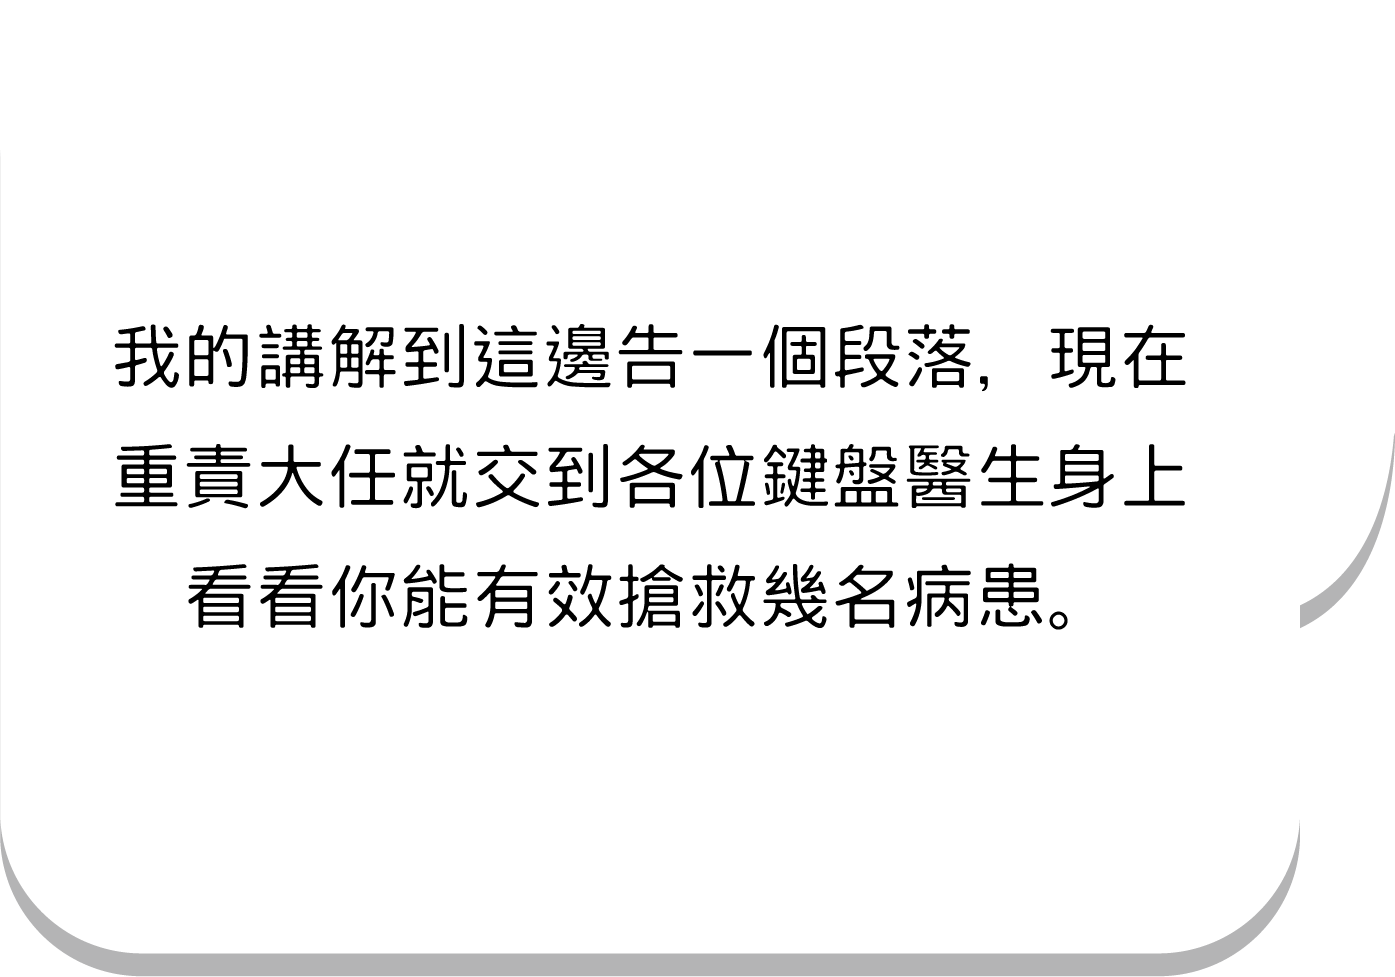 我的講解到這邊告一個段落，現在
重責大任就交到各位鍵盤醫生身上
看看你能有效搶救幾名病患。